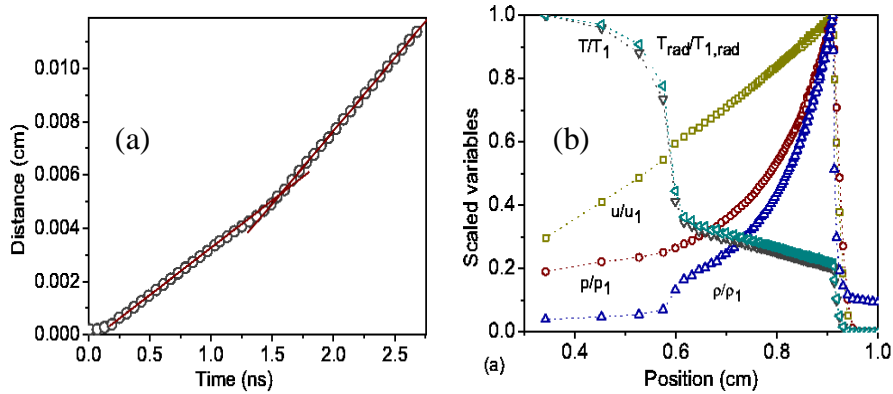 (a)
Distance (cm)
0.010
0.008
0.006
0.004
0.002
0.000
0.0 0.5 1.0 1.5 2.0 2.5
Time (ns)
(b)
Scaled variables
1.0
0.8
0.6
0.4
0.2
0.0
T/T1
Trad/T1,rad
u/u1
p/p1
ρ/ρ1
0.4 0.6 0.8 1.0
(a)
Position (cm)